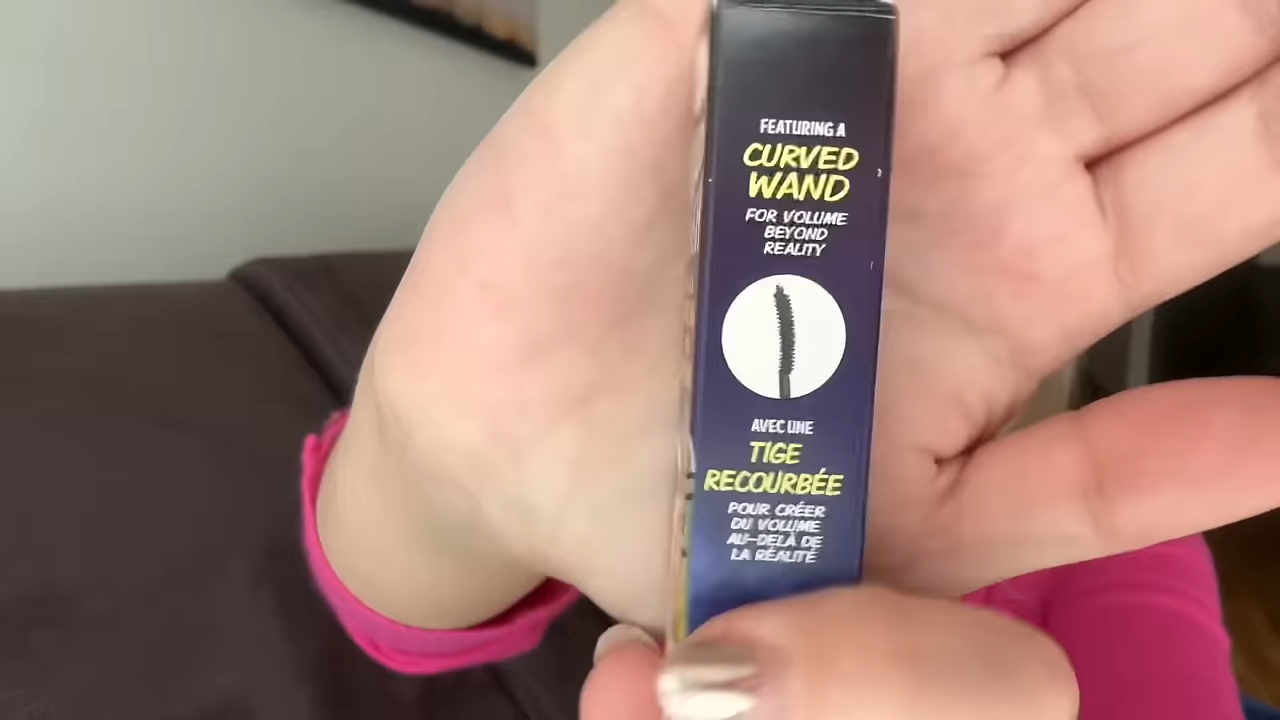 FEATURING A
CURVED
WAND
FOR VOLUME
BEYOND
REALITY
AVEC UNE
TIGE
RECOURBÉE
POUR CRÉER
DU VOLUME
AU-DELÀ DE
LA RÉALITÉ